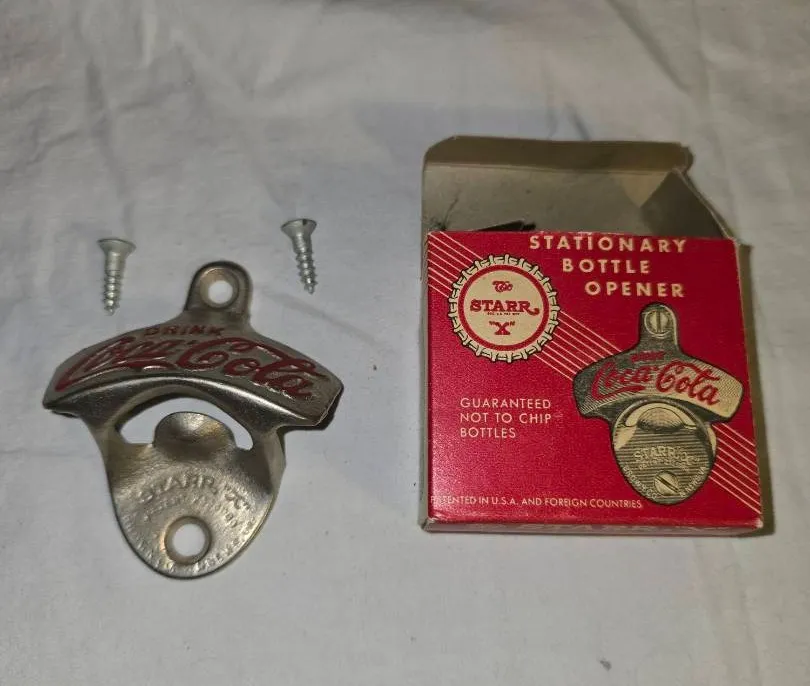 DRINK
Coca-Cola
STARR "X"
STATIONARY
BOTTLE
OPENER
The
STARR
"X"
DRINK
Coca-Cola
GUARANTEED
NOT TO CHIP
BOTTLES
STARR "X"
PATENTED IN U.S.A. AND FOREIGN COUNTRIES